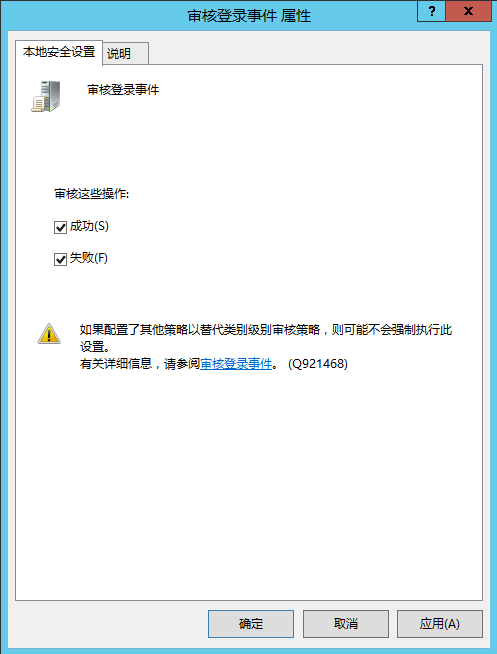 审核登录事件 属性
?
x
本地安全设置
说明
审核登录事件
审核这些操作:
成功(S)
失败(F)
如果配置了其他策略以替代类别级别审核策略，则可能不会强制执行此
设置。
有关详细信息，请参阅审核登录事件。 (Q921468)
确定
取消
应用(A)